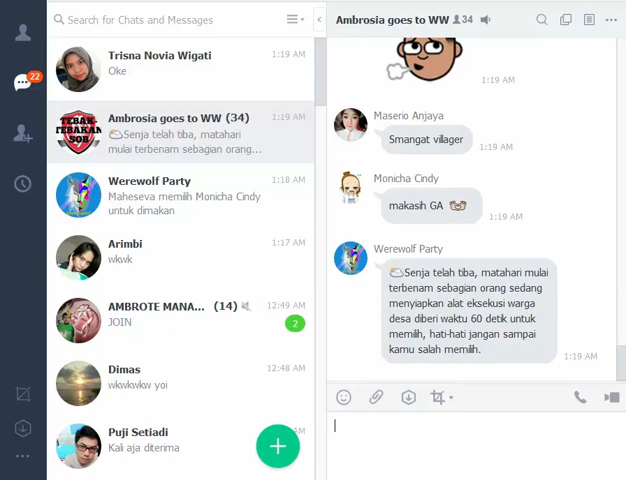 22
Search for Chats and Messages
Trisna Novia Wigati
1:19 AM
Oke
TEBAK-
TEBAKAN
SOB
Ambrosia goes to WW (34)
1:19 AM
Senja telah tiba, matahari
mulai terbenam sebagian orang...
Werewolf Party
1:18 AM
Maheseva memilih Monicha Cindy
untuk dimakan
Arimbi
1:17 AM
wkwk
AMBROTE MANA... (14)
12:49 AM
JOIN
2
Dimas
12:48 AM
wkwkwkw yoi
Puji Setiadi
AM
Kali aja diterima
Ambrosia goes to WW 34
1:19 AM
Maserio Anjaya
Smangat villager
1:19 AM
Monicha Cindy
makasih GA
1:19 AM
Werewolf Party
Senja telah tiba, matahari mulai
terbenam sebagian orang sedang
menyiapkan alat eksekusi warga
desa diberi waktu 60 detik untuk
memilih, hati-hati jangan sampai
kamu salah memilih.
1:19 AM